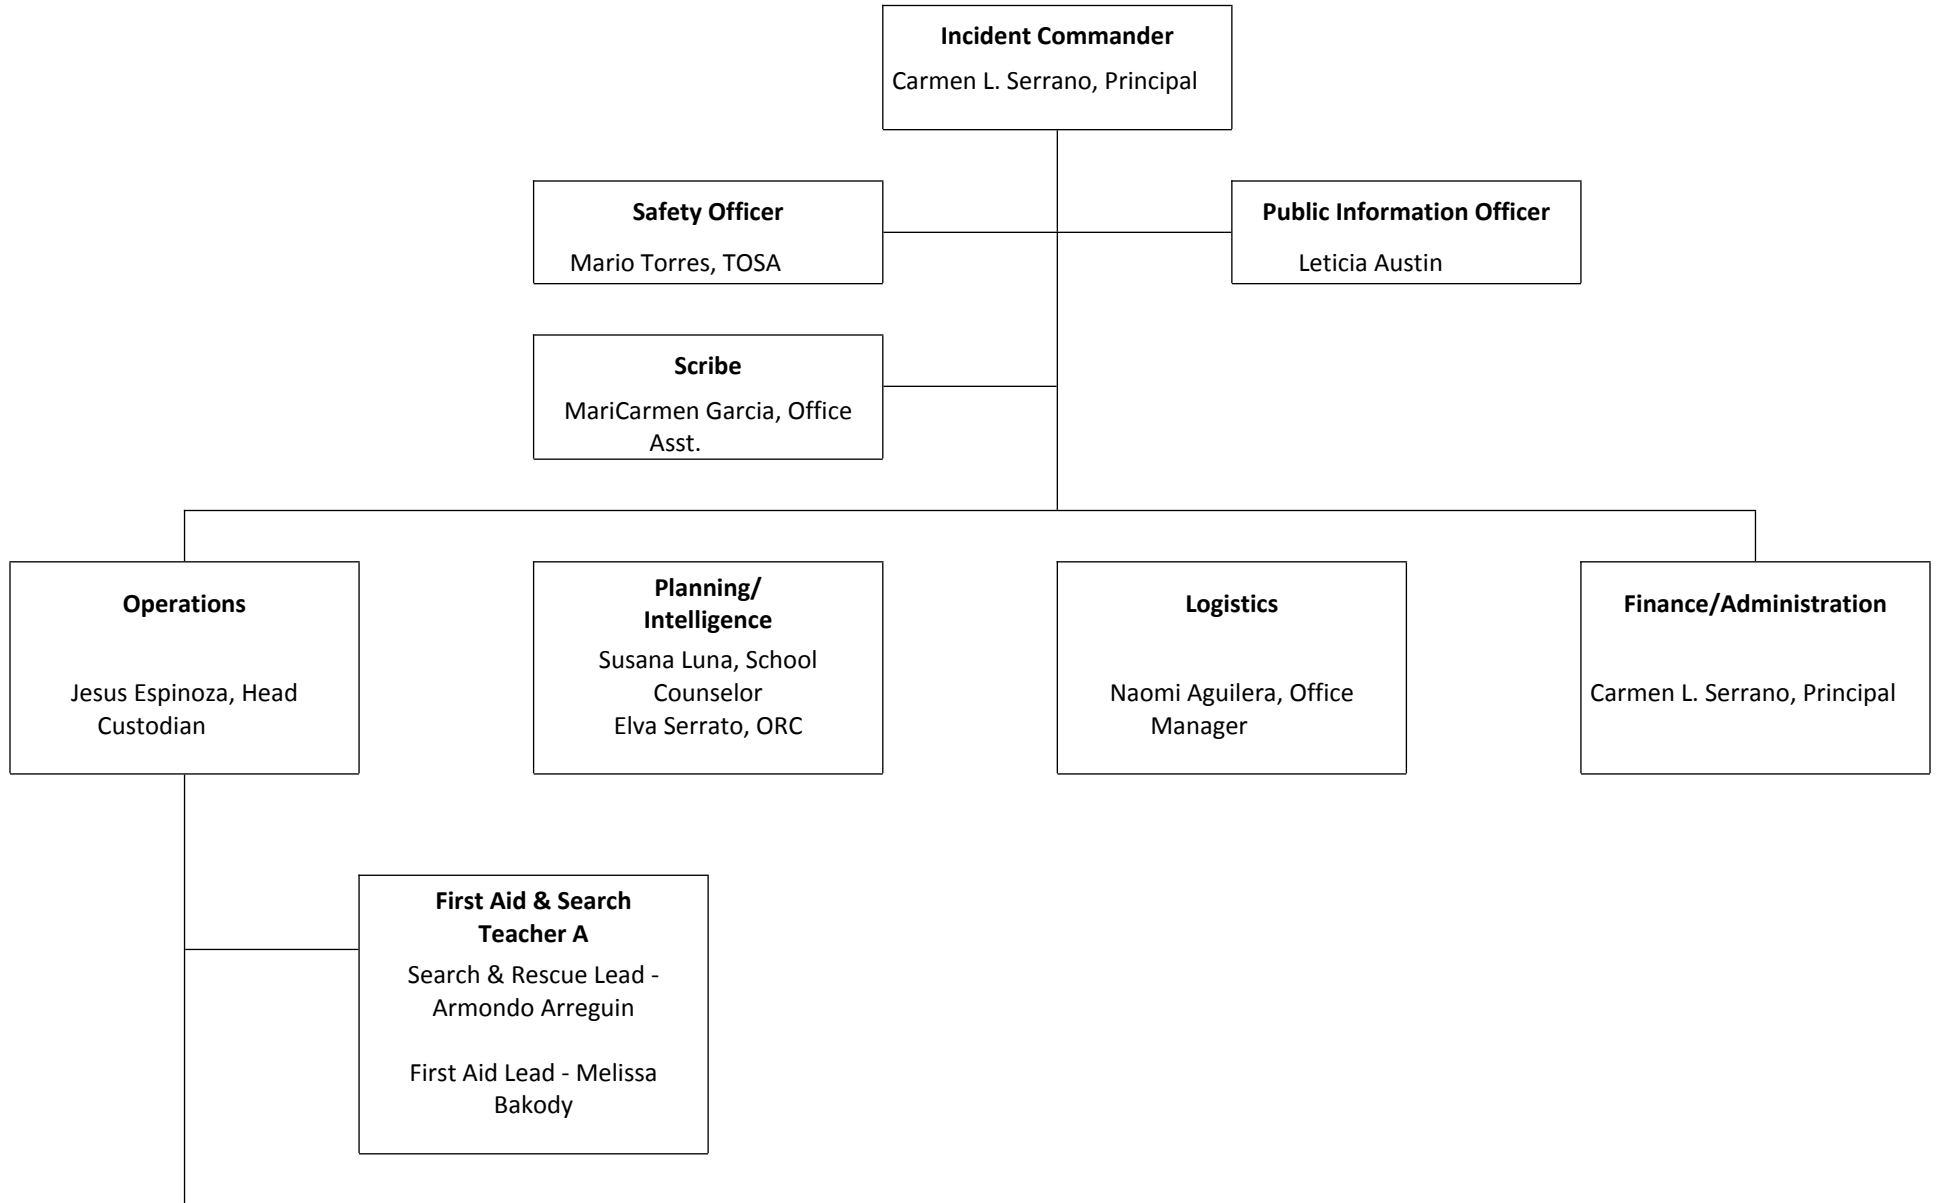 Incident Commander
Carmen L. Serrano, Principal
Safety Officer
Mario Torres, TOSA
Public Information Officer
Leticia Austin
Scribe
MariCarmen Garcia, Office
Asst.
Operations
Jesus Espinoza, Head
Custodian
Planning/
Intelligence
Susana Luna, School
Counselor
Elva Serrato, ORC
Logistics
Naomi Aguilera, Office
Manager
Finance/Administration
Carmen L. Serrano, Principal
First Aid & Search
Teacher A
Search & Rescue Lead -
Armondo Arreguin
First Aid Lead - Melissa
Bakody